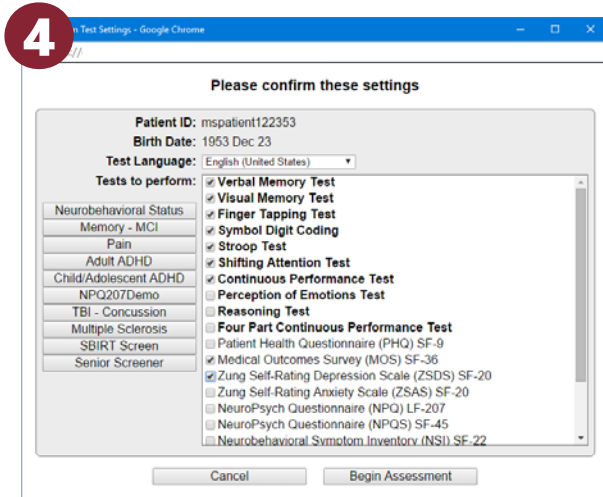 4
m Test Settings - Google Chrome
://
Please confirm these settings
Patient ID: mspatient122353
Birth Date: 1953 Dec 23
Test Language: English (United States)
Tests to perform:
Neurobehavioral Status
Memory - MCI
Pain
Adult ADHD
Child/Adolescent ADHD
NPQ207Demo
TBI - Concussion
Multiple Sclerosis
SBIRT Screen
Senior Screener
Verbal Memory Test
Visual Memory Test
Finger Tapping Test
Symbol Digit Coding
Stroop Test
Shifting Attention Test
Continuous Performance Test
Perception of Emotions Test
Reasoning Test
Four Part Continuous Performance Test
Patient Health Questionnaire (PHQ) SF-9
Medical Outcomes Survey (MOS) SF-36
Zung Self-Rating Depression Scale (ZSDS) SF-20
Zung Self-Rating Anxiety Scale (ZSAS) SF-20
NeuroPsych Questionnaire (NPQ) LF-207
NeuroPsych Questionnaire (NPQS) SF-45
Neurobehavioral Symptom Inventory (NSI) SF-22
Cancel
Begin Assessment